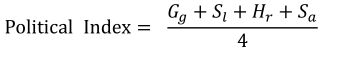 Political Index = (G_g + S_l + H_r + S_a) / 4